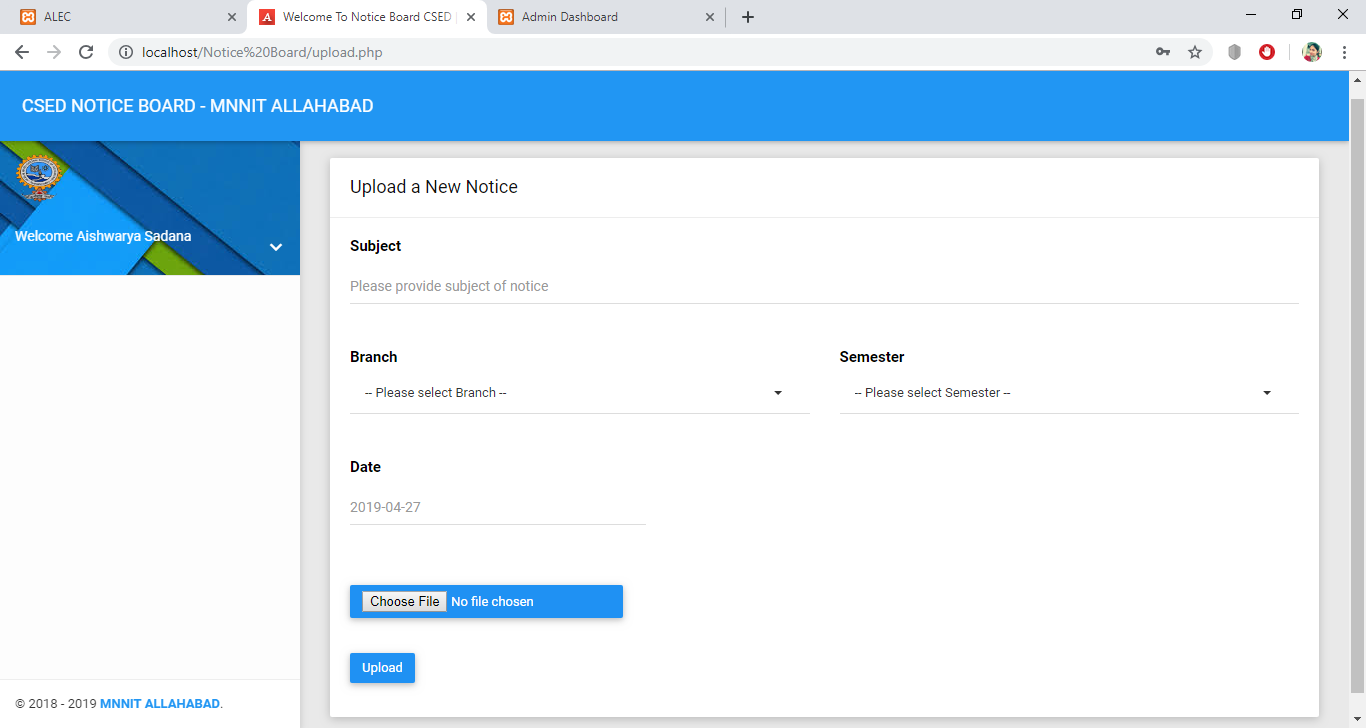 ALEC
Welcome To Notice Board CSED
Admin Dashboard
localhost/Notice%20Board/upload.php
CSED NOTICE BOARD - MNNIT ALLAHABAD
Welcome Aishwarya Sadana
Upload a New Notice
Subject
Please provide subject of notice
Branch
Semester
-- Please select Branch --
-- Please select Semester --
Date
2019-04-27
Choose File No file chosen
Upload
© 2018 - 2019 MNNIT ALLAHABAD.